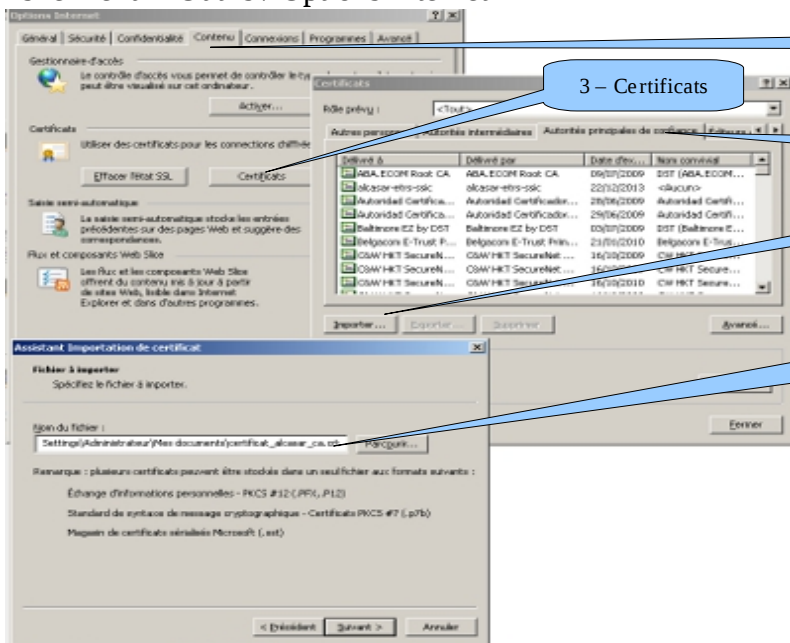 Options Internet
Général Sécurité Confidentialité Contenu Connexions Programmes Avancé
Gestionnaire d'accès
Le contrôle d'accès vous permet de contrôler le
peut être visualisé sur cet ordinateur.
Activer...
Certificats
Utiliser des certificats pour les connections
Effacer l'état SSL
Certificats
Saisie semi-automatique
La saisie semi-automatique stocke les entrées
précédentes sur des pages Web et suggère des
correspondances.
Flux et composants Web Slice
Les flux et les composants Web Slice
offrent du contenu mis à jour à partir
de sites Web, lisible dans Internet
Explorer et dans d'autres programmes.
Certificats
3 – Certificats
Rôle prévu : <Tout>
Autorités intermédiaires Autorités principales de confiance
Délivré à Délivré par Date d'ex... Nom convivial
ABA.ECOM Root CA ABA.ECOM Root CA 09/07/2009 DST (ABA.ECOM...
alcasar-etrs-ssic alcasar-etrs-ssic 22/12/2013 <Aucun>
Autoridad Certifica... Autoridad Certificador... 28/06/2009 Autoridad Certifi...
Autoridad Certifica... Autoridad Certificador... 29/06/2009 Autoridad Certifi...
Baltimore EZ by DST Baltimore EZ by DST 03/07/2009 DST (Baltimore E...
Belgacom E-Trust P... Belgacom E-Trust Prim... 21/01/2010 Belgacom E-Trus...
C&W HKT SecureN... C&W HKT SecureNet ... 16/10/2009 CW HKT Secure...
C&W HKT SecureN... C&W HKT SecureNet... CW HKT Secure...
C&W HKT SecureN... C&W HKT SecureNet ... 16/10/2010 CW HKT Secure...
Importer... Exporter... Supprimer Avancé...
Fermer
Assistant Importation de certificat
Fichier à importer
Spécifiez le fichier à importer.
Nom du fichier :
Settings\Administrateur\Mes documents\certificat_alcasar_ca.crt Parcourir...
Remarque : plusieurs certificats peuvent être stockés dans un seul fichier aux formats suivants :
Échange d'informations personnelles - PKCS #12 (.PFX,.P12)
Standard de syntaxe de message cryptographique - Certificats PKCS #7 (.p7b)
Magasin de certificats sérialisés Microsoft (.sst)
< Précédent Suivant > Annuler